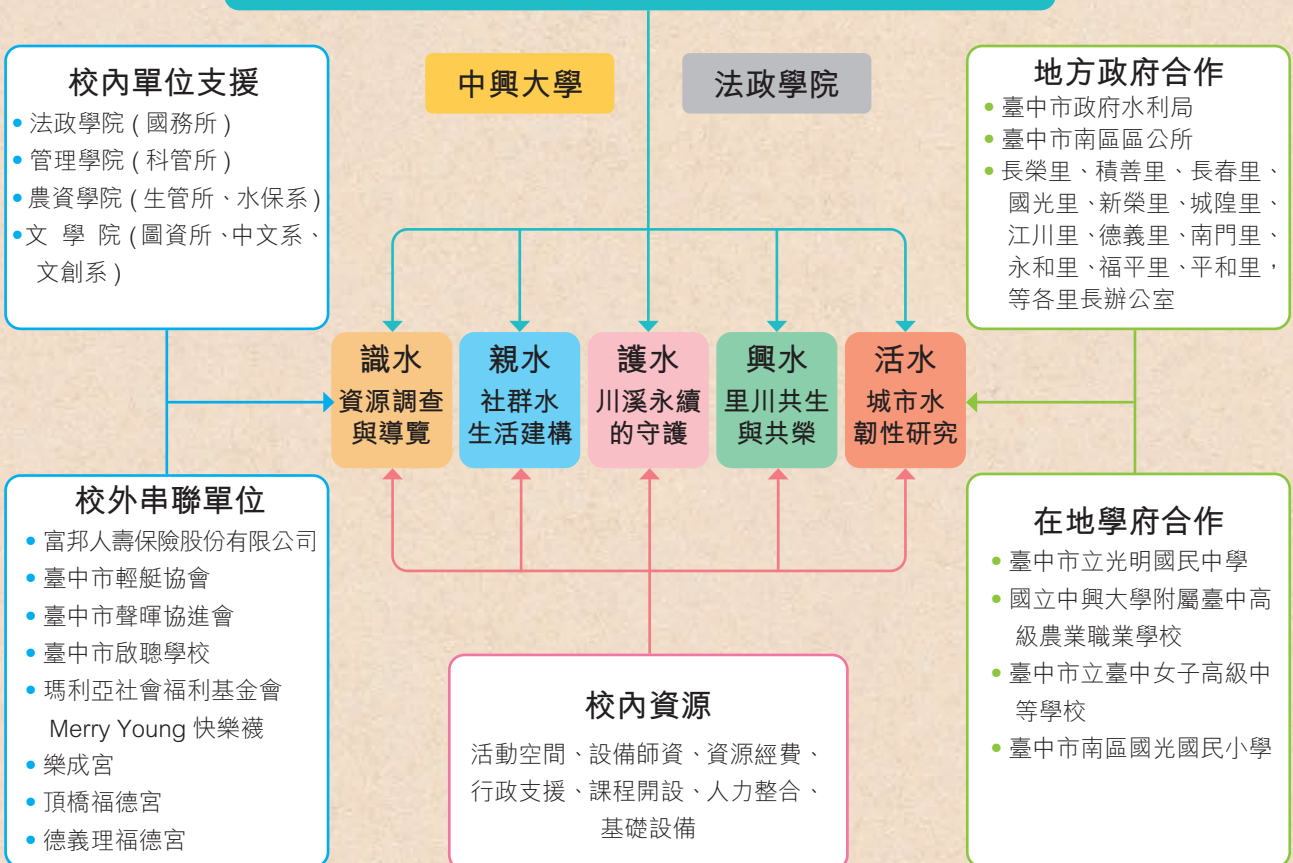 校內單位支援
• 法政學院 ( 國務所 )
• 管理學院 ( 科管所 )
• 農資學院 ( 生管所、水保系 )
• 文 學 院 ( 圖資所、中文系、
文創系 )
中興大學
法政學院
地方政府合作
• 臺中市政府水利局
• 臺中市南區區公所
• 長榮里、積善里、長春里、
國光里、新榮里、城隍里、
江川里、德義里、南門里、
永和里、福平里、平和里，
等各里長辦公室
識水
資源調查
與導覽
親水
社群水
生活建構
護水
川溪永續
的守護
興水
里川共生
與共榮
活水
城市水
韌性研究
校外串聯單位
• 富邦人壽保險股份有限公司
• 臺中市輕艇協會
• 臺中市聲暉協進會
• 臺中市啟聰學校
• 瑪利亞社會福利基金會
Merry Young 快樂襪
• 樂成宮
• 頂橋福德宮
• 德義理福德宮
校內資源
活動空間、設備師資、資源經費、
行政支援、課程開設、人力整合、
基礎設備
在地學府合作
• 臺中市立光明國民中學
• 國立中興大學附屬臺中高
級農業職業學校
• 臺中市立臺中女子高級中
等學校
• 臺中市南區國光國民小學